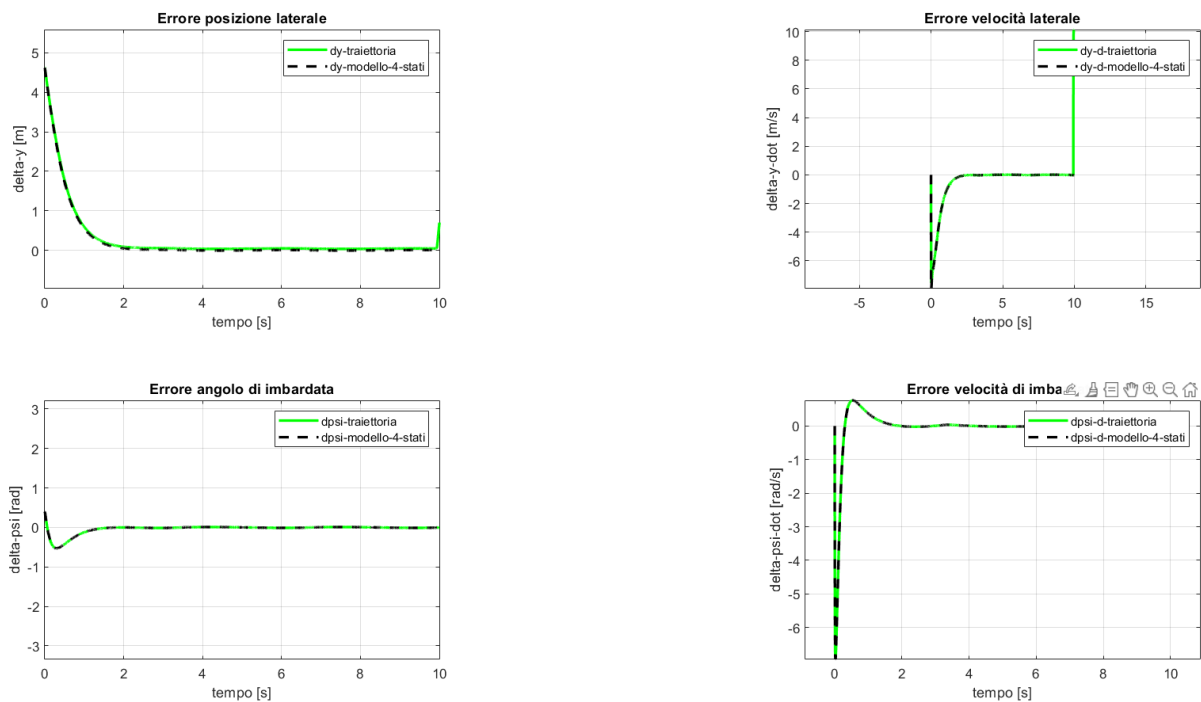 Errore posizione laterale
dy-traiettoria
dy-modello-4-stati
delta-y [m]
5
4
3
2
1
0
0 2 4 6 8 10
tempo [s]
Errore velocità laterale
dy-d-traiettoria
dy-d-modello-4-stati
delta-y-dot [m/s]
10
8
6
4
2
0
-2
-4
-6
-5 0 5 10 15
tempo [s]
Errore angolo di imbardata
dpsi-traiettoria
dpsi-modello-4-stati
delta-psi [rad]
3
2
1
0
-1
-2
-3
0 2 4 6 8 10
tempo [s]
Errore velocità di imba
dpsi-d-traiettoria
dpsi-d-modello-4-stati
delta-psi-dot [rad/s]
0
-1
-2
-3
-4
-5
-6
0 2 4 6 8 10
tempo [s]